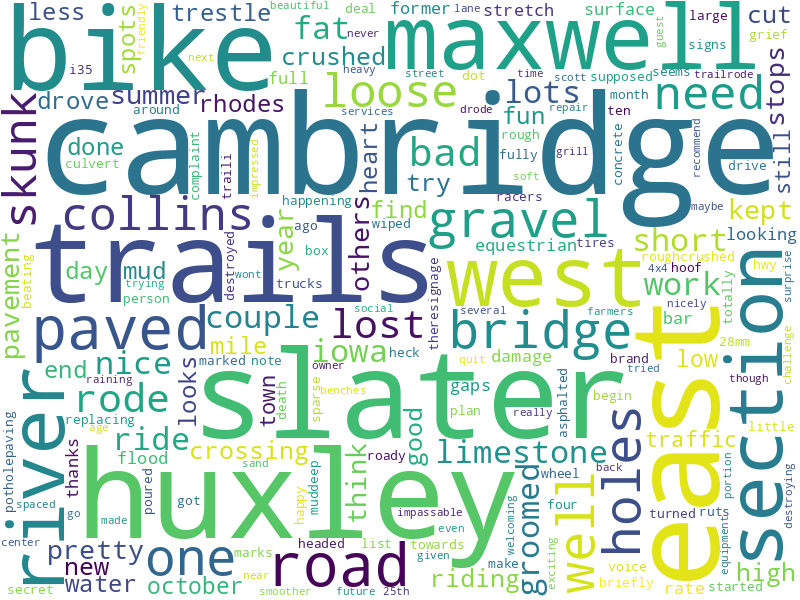 less
trestle
former
beautiful
deal
lane
stretch
surface
large
cut
bike
spots
friendly
fat
never
maxwell
guest
signs
grief
i35
next
crushed
heavy
street
dot
time
scott
supposed
seems
trailrode
stops
drove
summer
rhodes
full
loose
services
drode
repair
lots
month
need
around
skunk
cambridge
done
culvert
complaint
traili
impressed
heart
bad
try
fun
rough
fully
grill
ten
concrete
recommend
drive
still
racers
maybe
soft
collins
happening
year
others
find
gravel
kept
trails
ago
wiped
equestrian
tires
short
looking
pavement
beating
day
mud
destroyed
box
wont
trucks
trying
person
theresignage
west
roughcrushed
4x4
hoof
work
totally
hwy
surprise
section
paved
couple
social
lost
several
bridge
farmers
bar
nicely
28mm
river
end
nice
mile
iowa
heck
marked
note
looks
owner
quit
damage
brand
low
tried
though
challenge
raining
replacing
rode
town
death
sparse
benches
slater
gaps
plan
really
begin
asphalted
east
little
age
ride
crossing
good
limestone
traffic
potholepaving
thanks
flood
sand
think
roady
wheel
back
holes
portion
destroying
spaced
go
poured
got
huxley
muddeep
happy
impassable
even
groomed
four
well
turned
ruts
equipment
center
made
pretty
new
one
marks
headed
list
towards
welcoming
exciting
voice
briefly
high
water
october
near
road
given
riding
make
rate
started
secret
smoother
future
25th